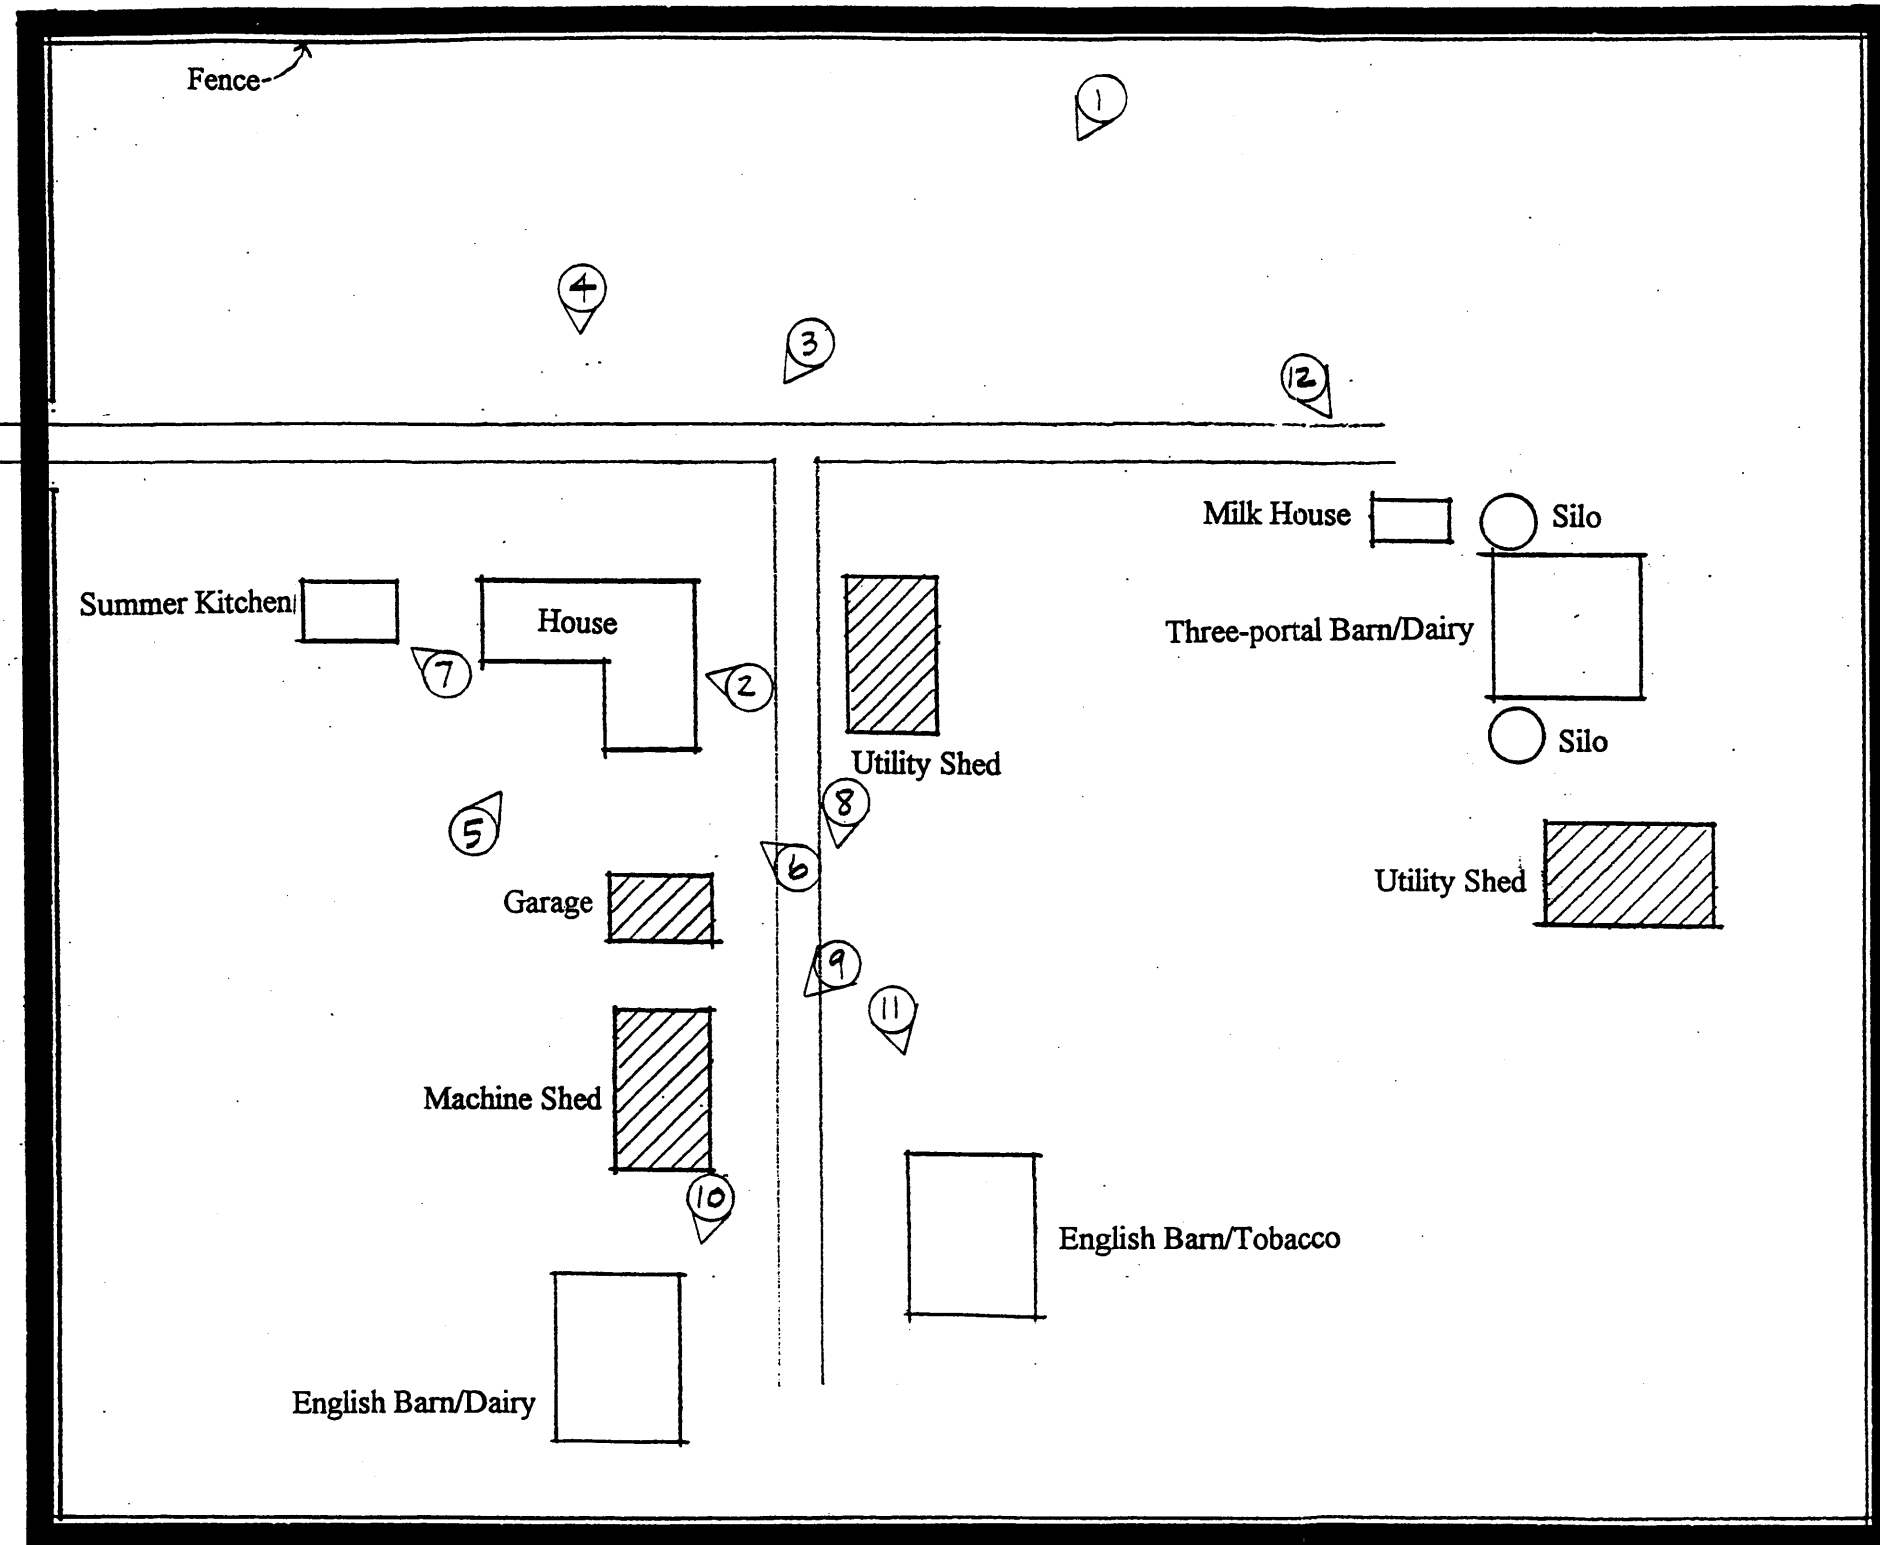 Fence
1
4
3
12
Milk House
Silo
Summer Kitchen
House
Three-portal Barn/Dairy
7
2
Silo
Utility Shed
8
5
6
Utility Shed
Garage
9
11
Machine Shed
10
English Barn/Tobacco
English Barn/Dairy